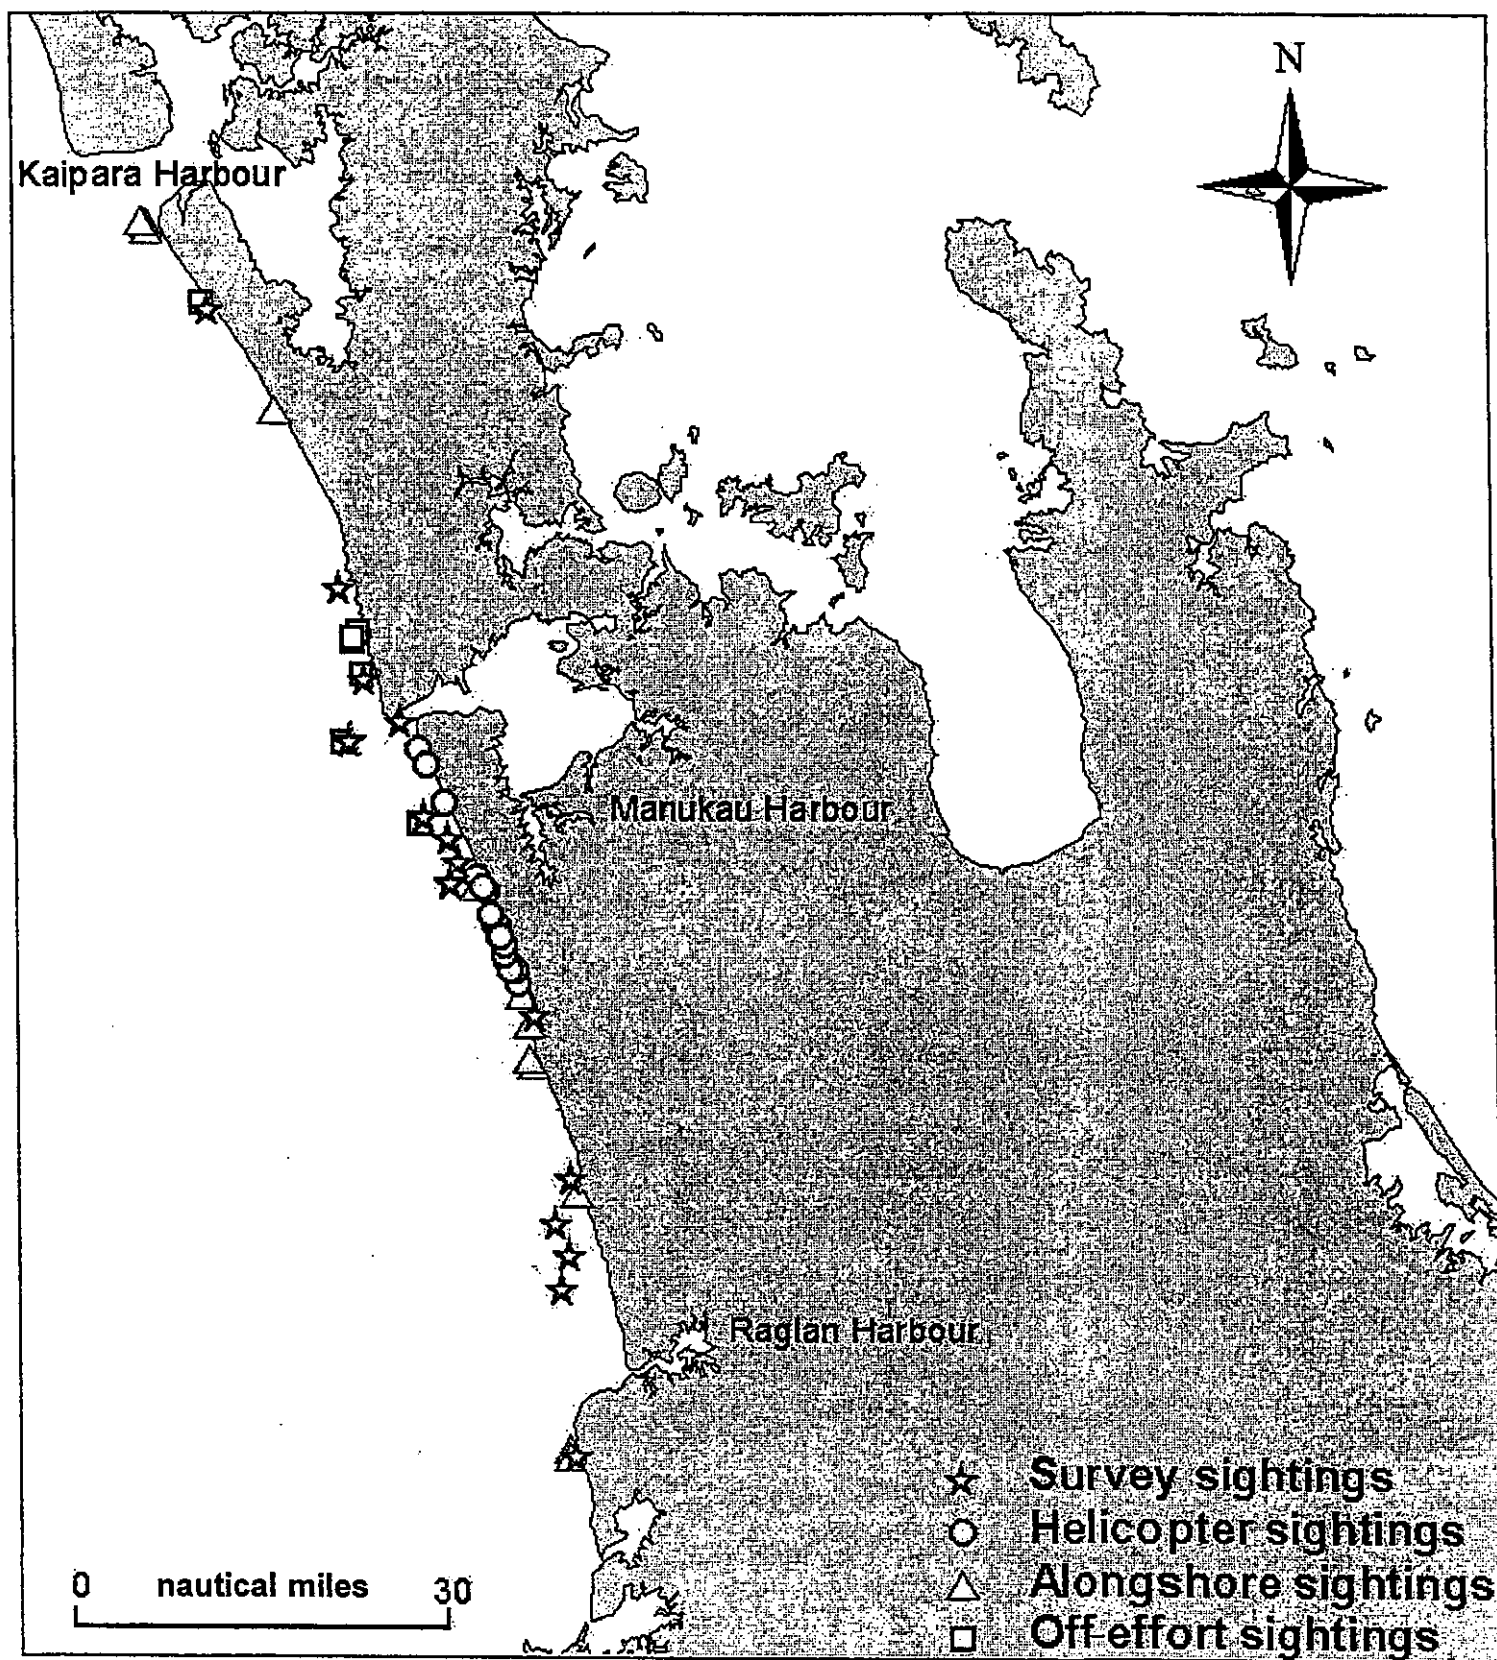 N
Kaipara Harbour
Manukau Harbour
Raglan Harbour
Survey sightings
Helicopter sightings
Alongshore sightings
Off-effort sightings
0 nautical miles 30